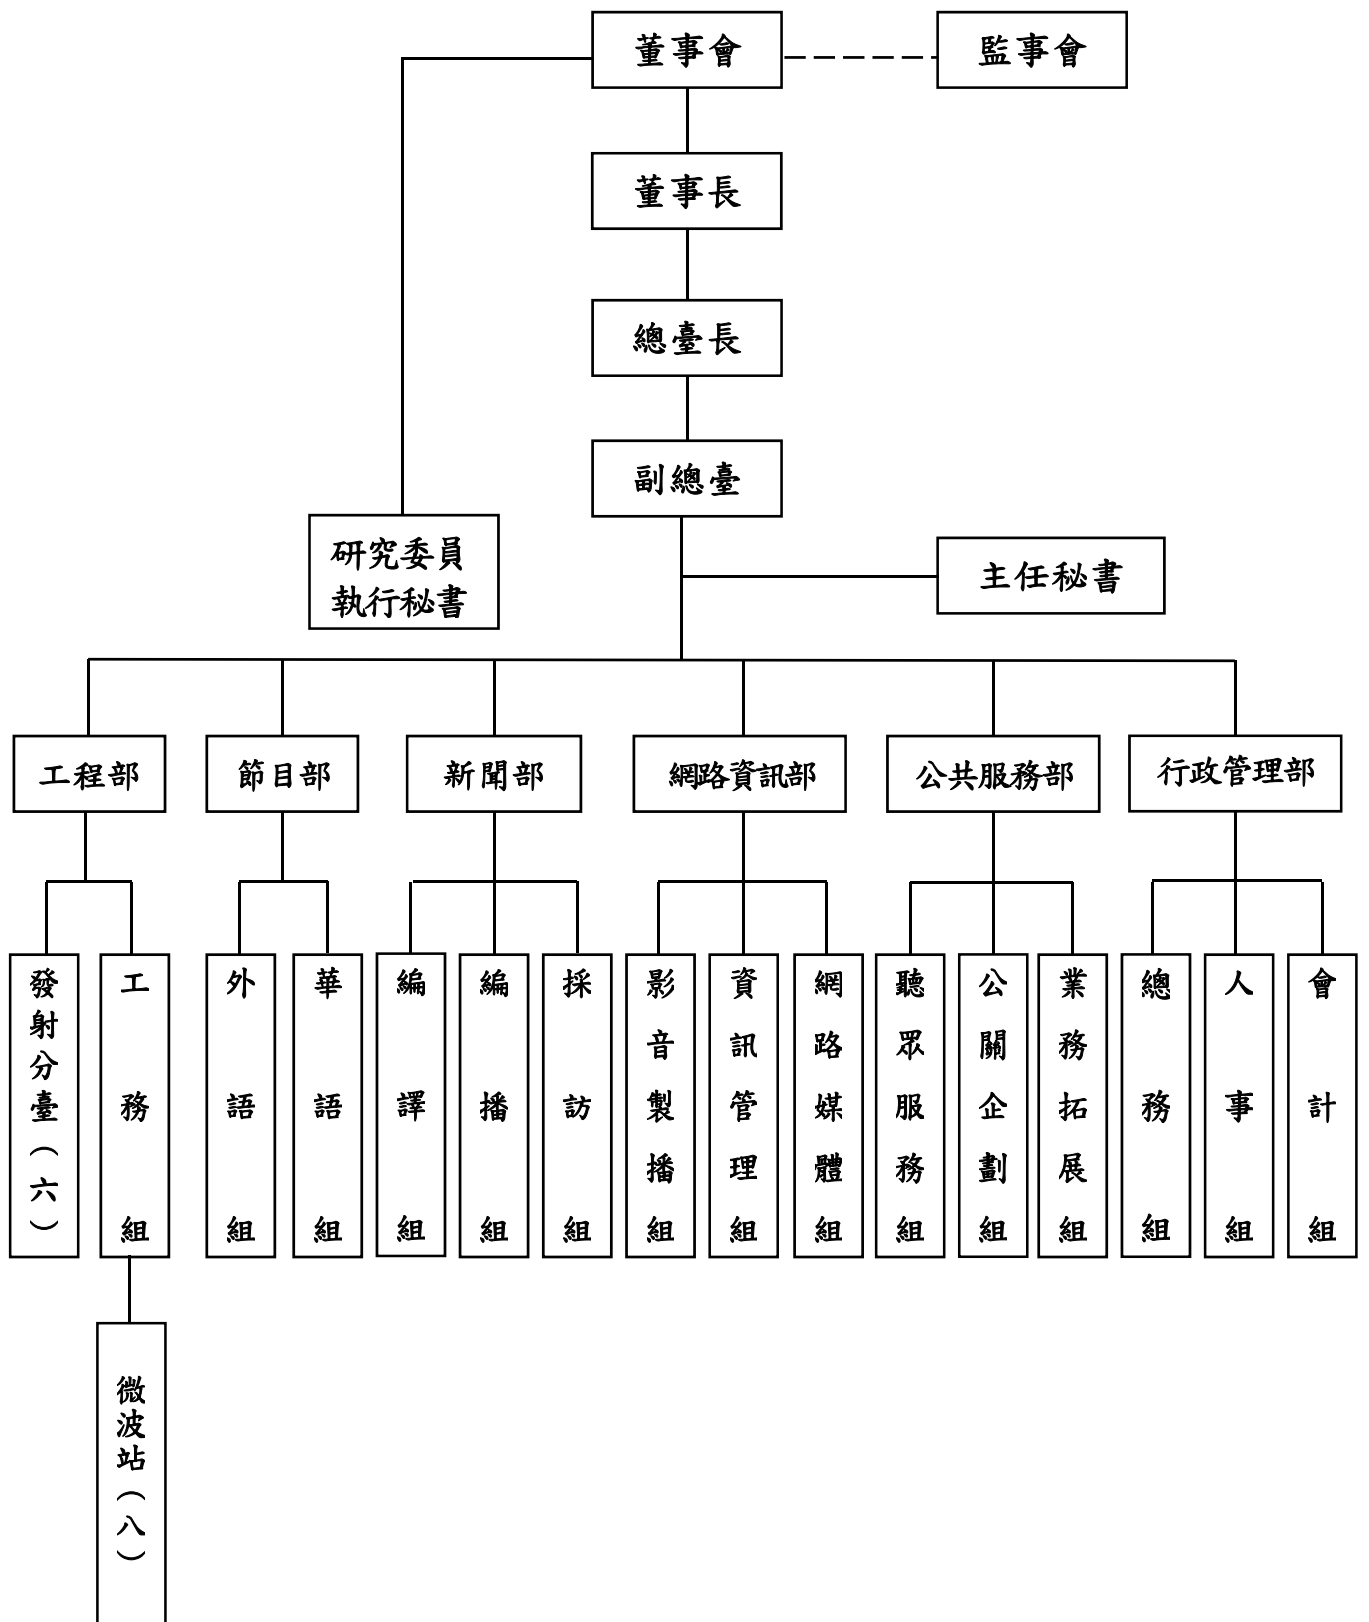 董事會
監事會
董事長
總臺長
副總臺
研究委員
執行秘書
主任秘書
工程部
節目部
新聞部
網路資訊部
公共服務部
行政管理部
發射分臺(六)
工務組
外語組
華語組
編譯組
編播組
採訪組
影音製播組
資訊管理組
網路媒體組
聽眾服務組
公關企劃組
業務拓展組
總務組
人事組
會計組
微波站(八)